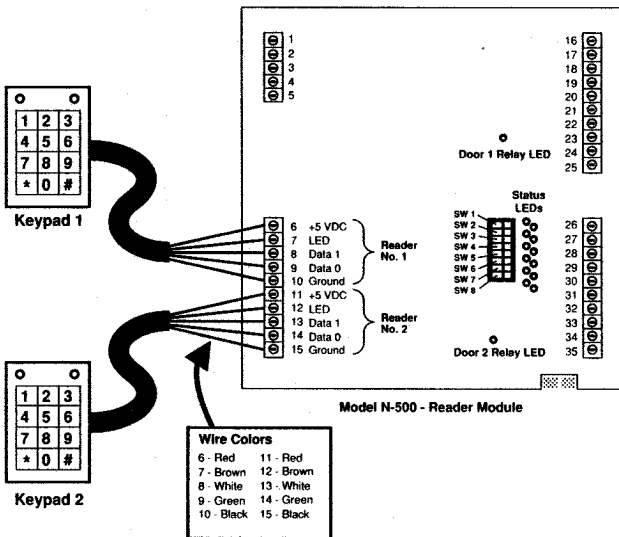 1
2
3
4
5
16
17
18
19
20
21
22
23
24
25
Door 1 Relay LED
1 2 3
4 5 6
7 8 9
* 0 #
Keypad 1
6 +5 VDC
7 LED
8 Data 1
9 Data 0
10 Ground
Reader
No. 1
11 +5 VDC
12 LED
13 Data 1
14 Data 0
15 Ground
Reader
No. 2
Status
LEDs
SW 1
SW 2
SW 3
SW 4
SW 5
SW 6
SW 7
SW 8
26
27
28
29
30
31
32
33
34
35
Door 2 Relay LED
Model N-500 - Reader Module
1 2 3
4 5 6
7 8 9
* 0 #
Keypad 2
Wire Colors
6 - Red 11 - Red
7 - Brown 12 - Brown
8 - White 13 - White
9 - Green 14 - Green
10 - Black 15 - Black